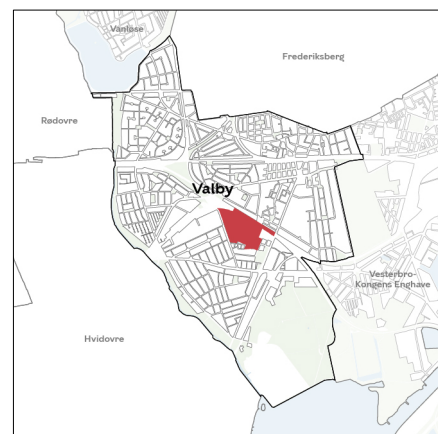 Vanløse
Frederiksberg
Rødovre
Valby
Vesterbro-
Kongens Enghave
Hvidovre